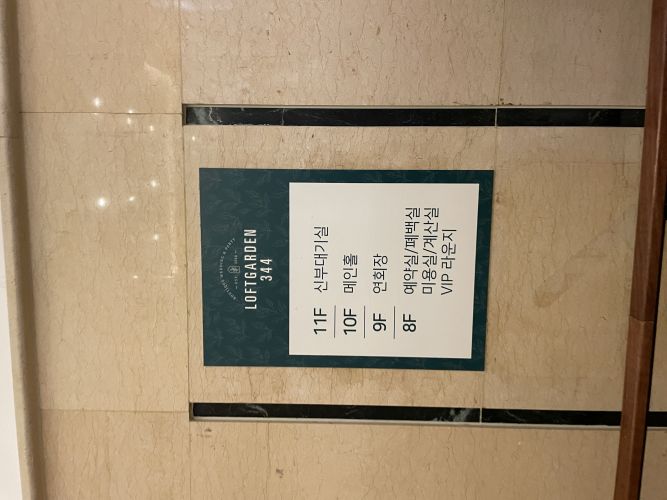 LOFTGARDEN
344
11F 신부대기실
10F 메인홀
9F 연회장
8F 예약실/폐백실
미용실/계산실
VIP 라운지